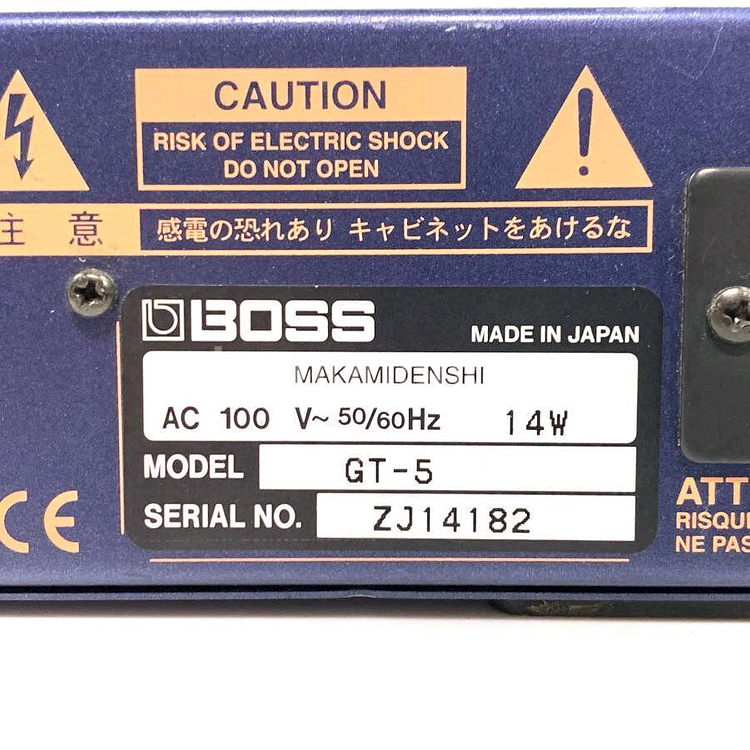 CAUTION
RISK OF ELECTRIC SHOCK
DO NOT OPEN
注 意
感電の恐れあり キャビネットをあけるな
BOSS
MADE IN JAPAN
MAKAMIDENSHI
AC 100 V~ 50/60Hz 14W
MODEL GT-5
SERIAL NO. ZJ14182
CE
ATT
RISQU
NE PAS